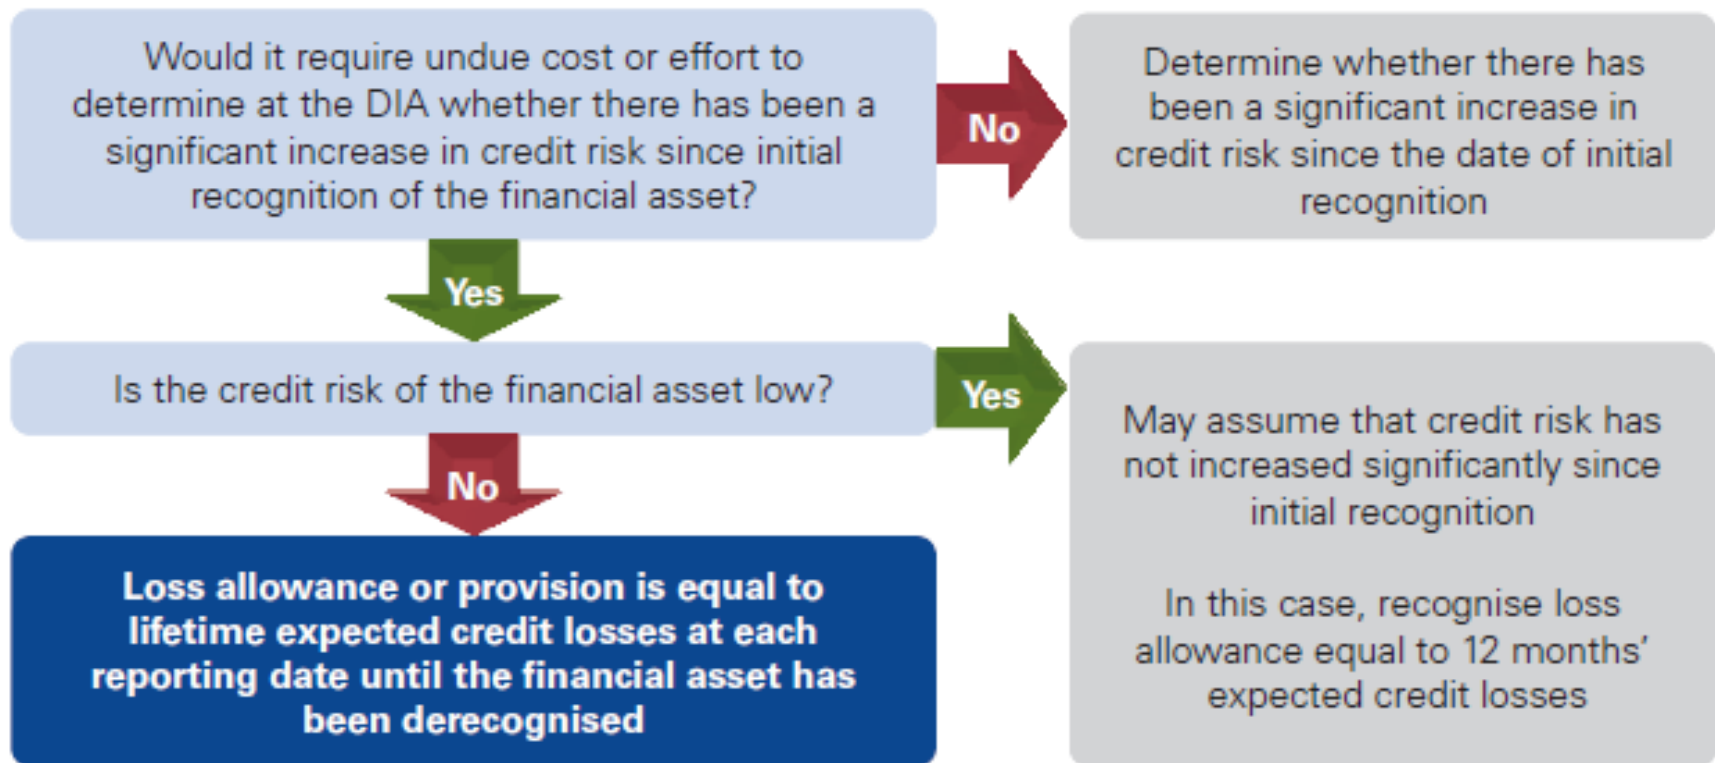 Would it require undue cost or effort to
determine at the DIA whether there has been a
significant increase in credit risk since initial
recognition of the financial asset?
No
Determine whether there has
been a significant increase in
credit risk since the date of initial
recognition
Yes
Is the credit risk of the financial asset low?
Yes
May assume that credit risk has
not increased significantly since
initial recognition
In this case, recognise loss
allowance equal to 12 months’
expected credit losses
No
Loss allowance or provision is equal to
lifetime expected credit losses at each
reporting date until the financial asset has
been derecognised